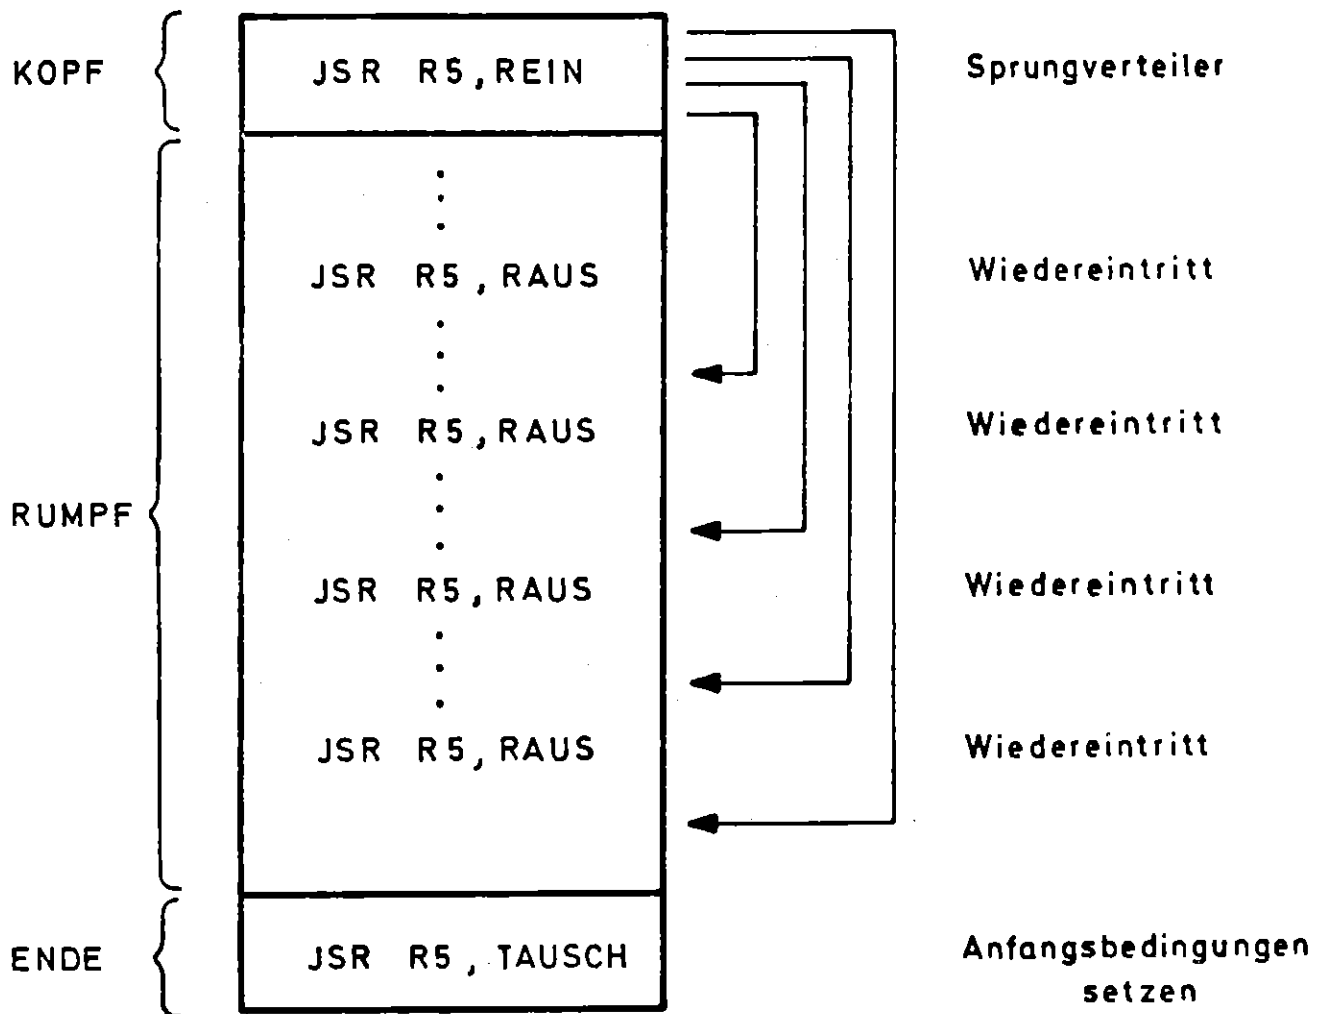 KOPF
JSR R5,REIN
Sprungverteiler
JSR R5,RAUS
Wiedereintritt
JSR R5,RAUS
Wiedereintritt
RUMPF
JSR R5,RAUS
Wiedereintritt
JSR R5,RAUS
Wiedereintritt
ENDE
JSR R5,TAUSCH
Anfangsbedingungen
setzen